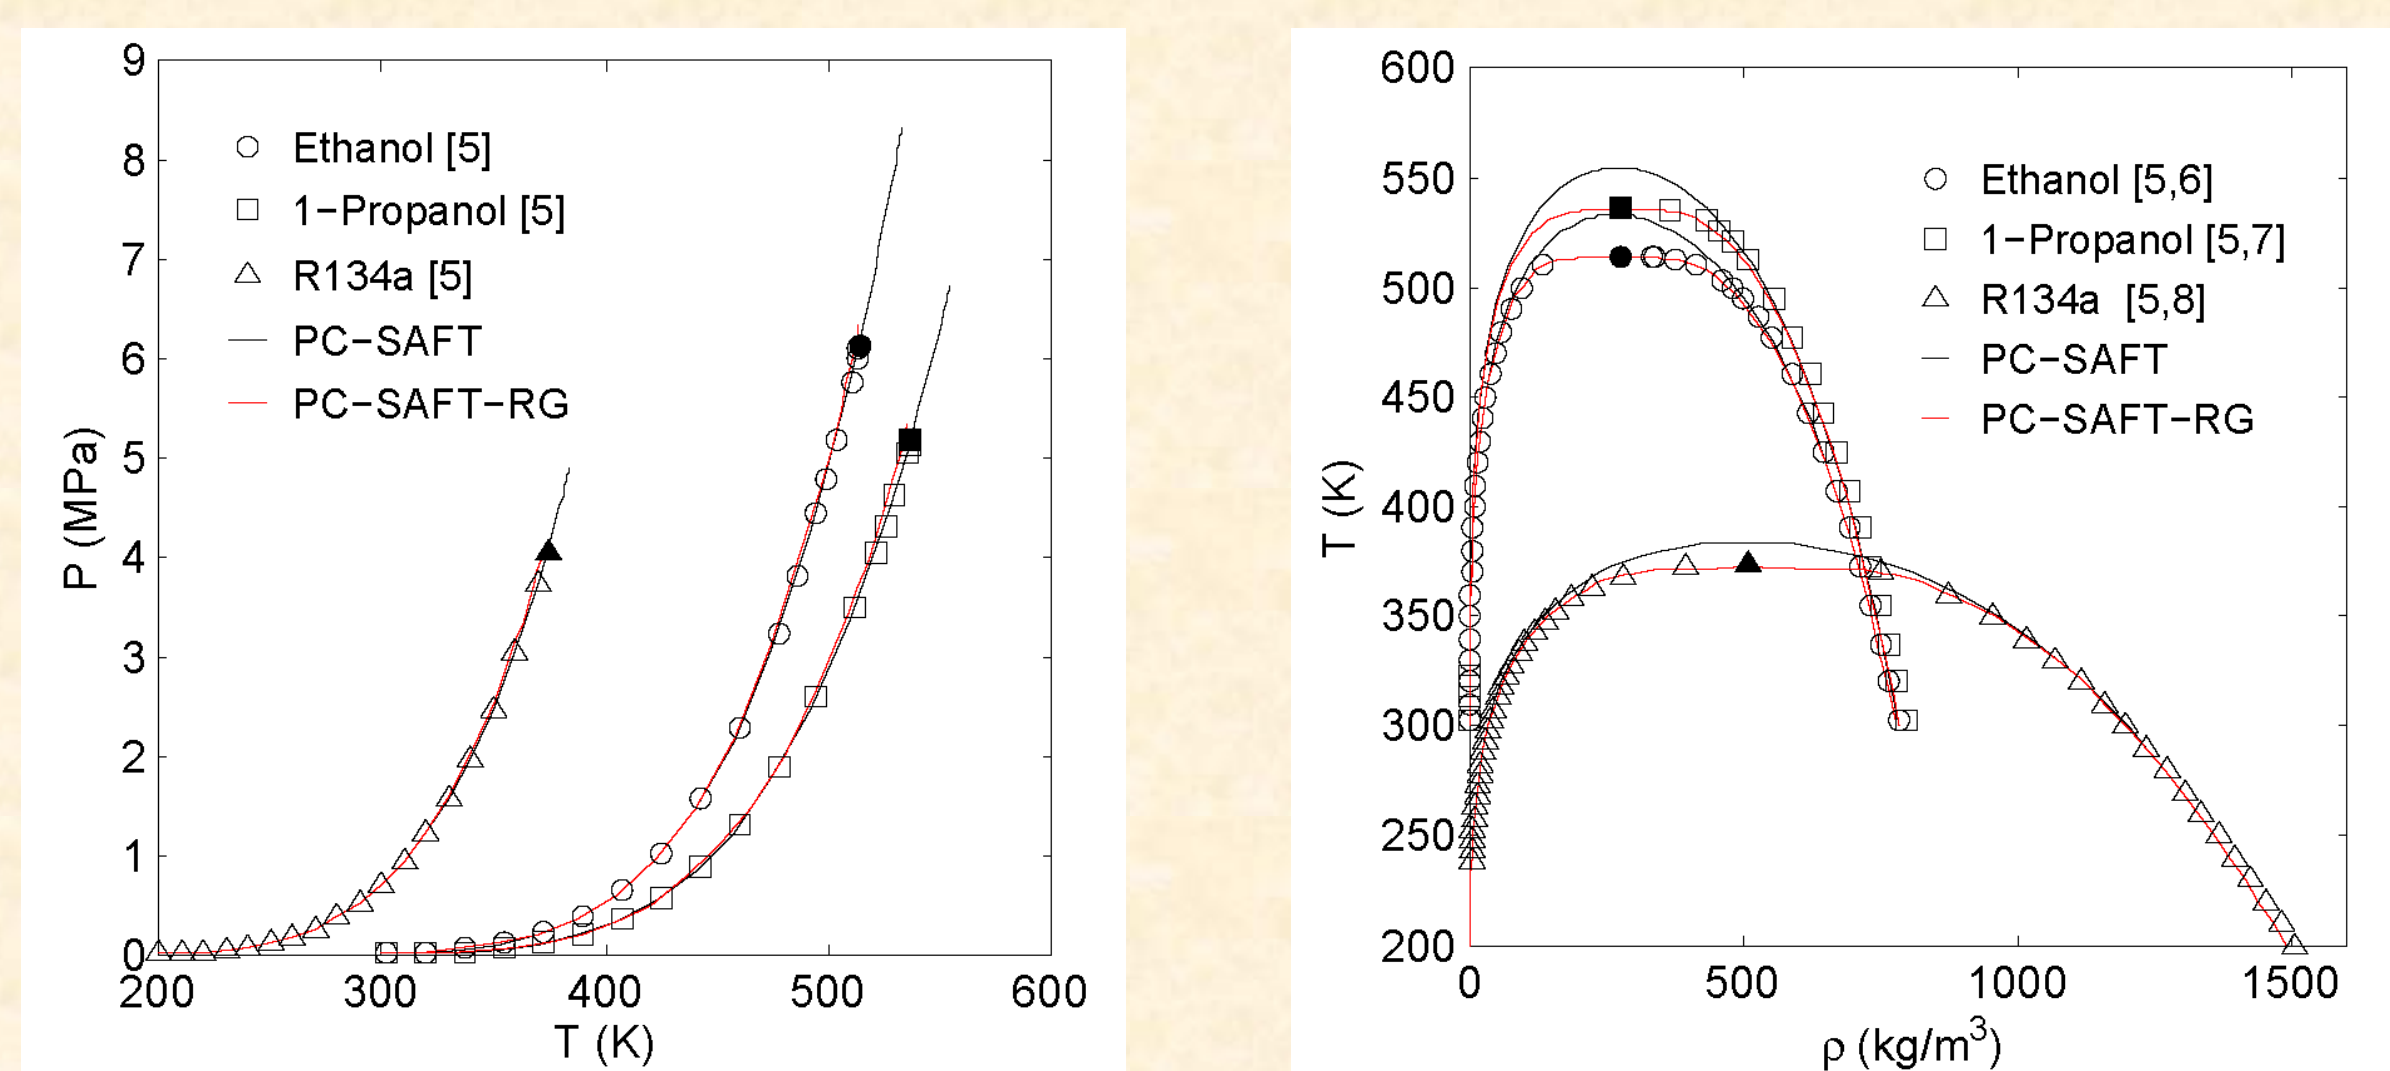 9
8
7
6
5
4
3
2
1
0
P (MPa)
Ethanol [5]
1−Propanol [5]
R134a [5]
PC−SAFT
PC−SAFT−RG
200
300
400
500
600
T (K)
600
550
500
450
400
350
300
250
200
T (K)
Ethanol [5,6]
1−Propanol [5,7]
R134a [5,8]
PC−SAFT
PC−SAFT−RG
0
500
1000
1500
ρ (kg/m³)